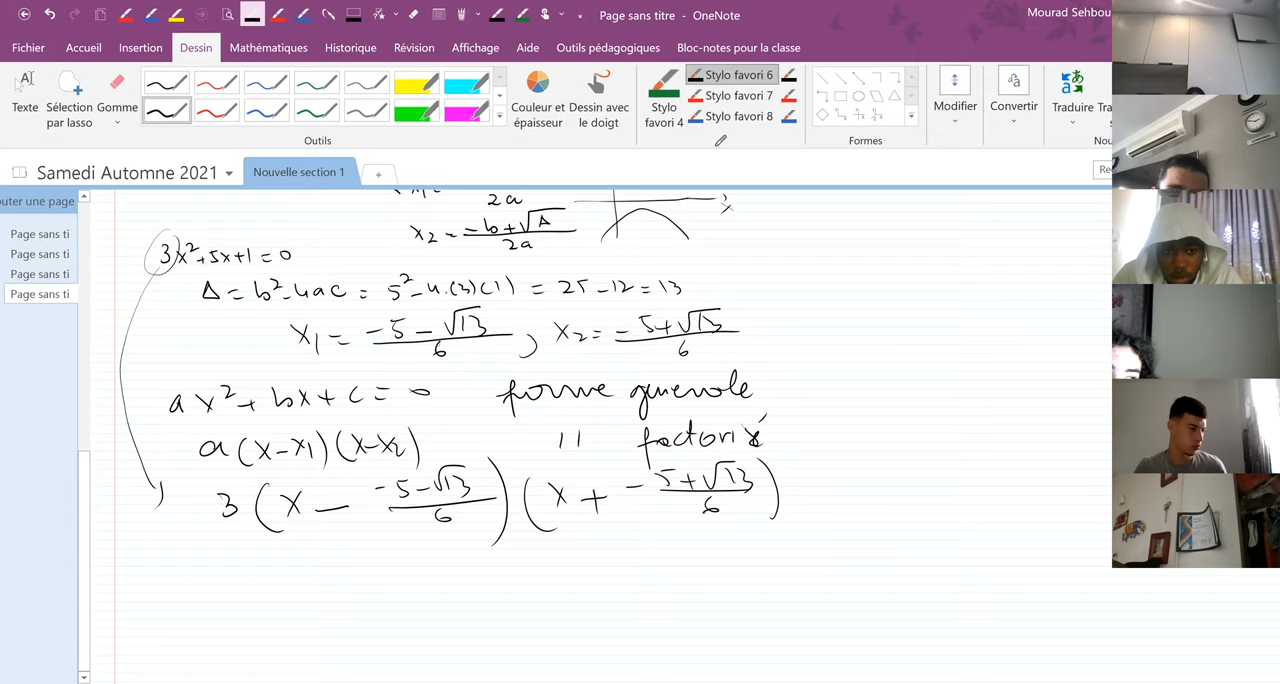 Page sans titre - OneNote
Mourad Sehbou
Fichier Accueil Insertion Dessin Mathématiques Historique Révision Affichage Aide Outils pédagogiques Bloc-notes pour la classe
Texte
Sélection par lasso
Gomme
Outils
Couleur et épaisseur
Dessin avec le doigt
Stylo favori 4
Stylo favori 6
Stylo favori 7
Stylo favori 8
Formes
Modifier
Convertir
Traduire
Samedi Automne 2021
Nouvelle section 1
outer une page
Page sans ti
Page sans ti
Page sans ti
Page sans ti
2a
x
x₂ = (-b+√Δ)/2a
3x²+5x+1=0
Δ = b²-4ac = 5²-4.(3)(1) = 25-12=13
x₁ = (-5-√13)/6 , x₂ = (-5+√13)/6
ax²+bx+c=0 forme generale
a(x-x₁)(x-x₂) '' factorisé
3(x - (-5-√13)/6)(x + (-5+√13)/6)